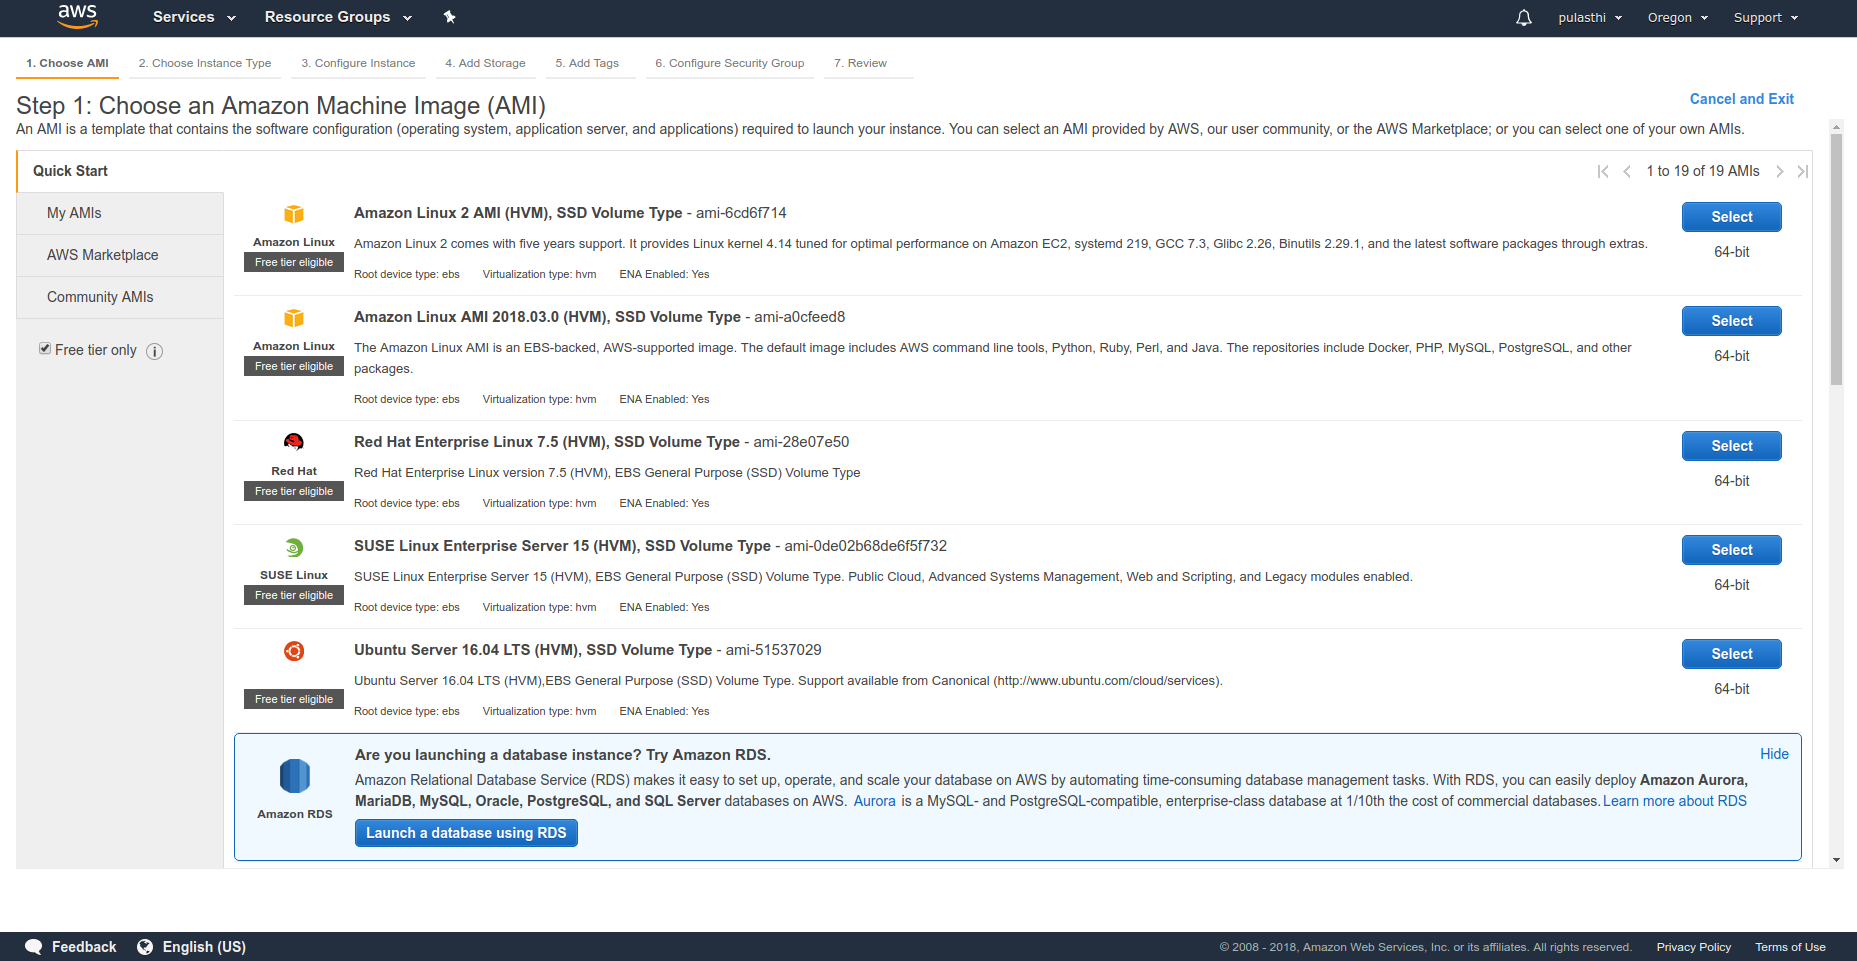 aws Services Resource Groups pulasthi Oregon Support
1. Choose AMI 2. Choose Instance Type 3. Configure Instance 4. Add Storage 5. Add Tags 6. Configure Security Group 7. Review
Step 1: Choose an Amazon Machine Image (AMI)
Cancel and Exit
An AMI is a template that contains the software configuration (operating system, application server, and applications) required to launch your instance. You can select an AMI provided by AWS, our user community, or the AWS Marketplace; or you can select one of your own AMIs.
Quick Start
1 to 19 of 19 AMIs
My AMIs
AWS Marketplace
Community AMIs
Free tier only
Amazon Linux
Free tier eligible
Amazon Linux 2 AMI (HVM), SSD Volume Type - ami-6cd6f714
Amazon Linux 2 comes with five years support. It provides Linux kernel 4.14 tuned for optimal performance on Amazon EC2, systemd 219, GCC 7.3, Glibc 2.26, Binutils 2.29.1, and the latest software packages through extras.
Root device type: ebs Virtualization type: hvm ENA Enabled: Yes
Select
64-bit
Amazon Linux
Free tier eligible
Amazon Linux AMI 2018.03.0 (HVM), SSD Volume Type - ami-a0cfeed8
The Amazon Linux AMI is an EBS-backed, AWS-supported image. The default image includes AWS command line tools, Python, Ruby, Perl, and Java. The repositories include Docker, PHP, MySQL, PostgreSQL, and other
packages.
Root device type: ebs Virtualization type: hvm ENA Enabled: Yes
Select
64-bit
Red Hat
Free tier eligible
Red Hat Enterprise Linux 7.5 (HVM), SSD Volume Type - ami-28e07e50
Red Hat Enterprise Linux version 7.5 (HVM), EBS General Purpose (SSD) Volume Type
Root device type: ebs Virtualization type: hvm ENA Enabled: Yes
Select
64-bit
SUSE Linux
Free tier eligible
SUSE Linux Enterprise Server 15 (HVM), SSD Volume Type - ami-0de02b68de6f5f732
SUSE Linux Enterprise Server 15 (HVM), EBS General Purpose (SSD) Volume Type. Public Cloud, Advanced Systems Management, Web and Scripting, and Legacy modules enabled.
Root device type: ebs Virtualization type: hvm ENA Enabled: Yes
Select
64-bit
Free tier eligible
Ubuntu Server 16.04 LTS (HVM), SSD Volume Type - ami-51537029
Ubuntu Server 16.04 LTS (HVM),EBS General Purpose (SSD) Volume Type. Support available from Canonical (http://www.ubuntu.com/cloud/services).
Root device type: ebs Virtualization type: hvm ENA Enabled: Yes
Select
64-bit
Amazon RDS
Are you launching a database instance? Try Amazon RDS.
Hide
Amazon Relational Database Service (RDS) makes it easy to set up, operate, and scale your database on AWS by automating time-consuming database management tasks. With RDS, you can easily deploy Amazon Aurora,
MariaDB, MySQL, Oracle, PostgreSQL, and SQL Server databases on AWS. Aurora is a MySQL- and PostgreSQL-compatible, enterprise-class database at 1/10th the cost of commercial databases. Learn more about RDS
Launch a database using RDS
Feedback English (US) © 2008 - 2018, Amazon Web Services, Inc. or its affiliates. All rights reserved. Privacy Policy Terms of Use